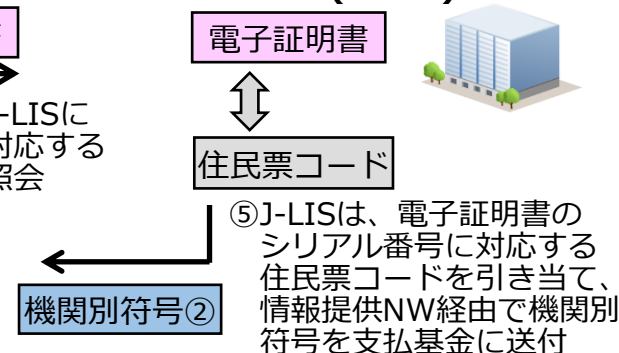 電子証明書
-LISに
対応する
照会
住民票コード
⑤J-LISは、電子証明書の
シリアル番号に対応する
住民票コードを引き当て、
情報提供NW経由で機関別
符号を支払基金に送付
機関別符号②